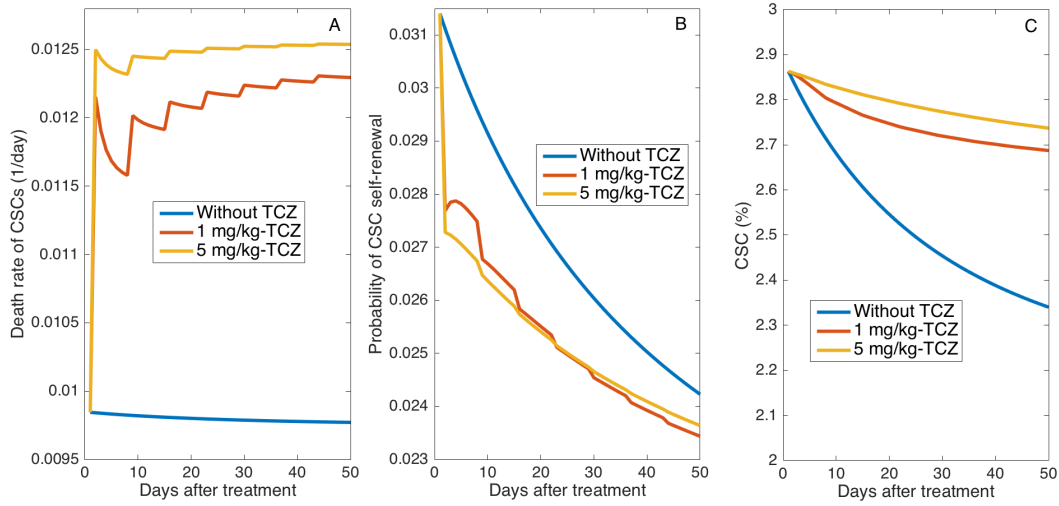 A
0.0125
0.012
0.0115
0.011
0.0105
0.01
0.0095
0
10
20
30
40
50
Death rate of CSCs (1/day)
Days after treatment
Without TCZ
1 mg/kg-TCZ
5 mg/kg-TCZ
B
0.031
0.03
0.029
0.028
0.027
0.026
0.025
0.024
0.023
0
10
20
30
40
50
Probability of CSC self-renewal
Days after treatment
Without TCZ
1 mg/kg-TCZ
5 mg/kg-TCZ
C
3
2.9
2.8
2.7
2.6
2.5
2.4
2.3
2.2
2.1
2
0
10
20
30
40
50
CSC (%)
Days after treatment
Without TCZ
1 mg/kg-TCZ
5 mg/kg-TCZ